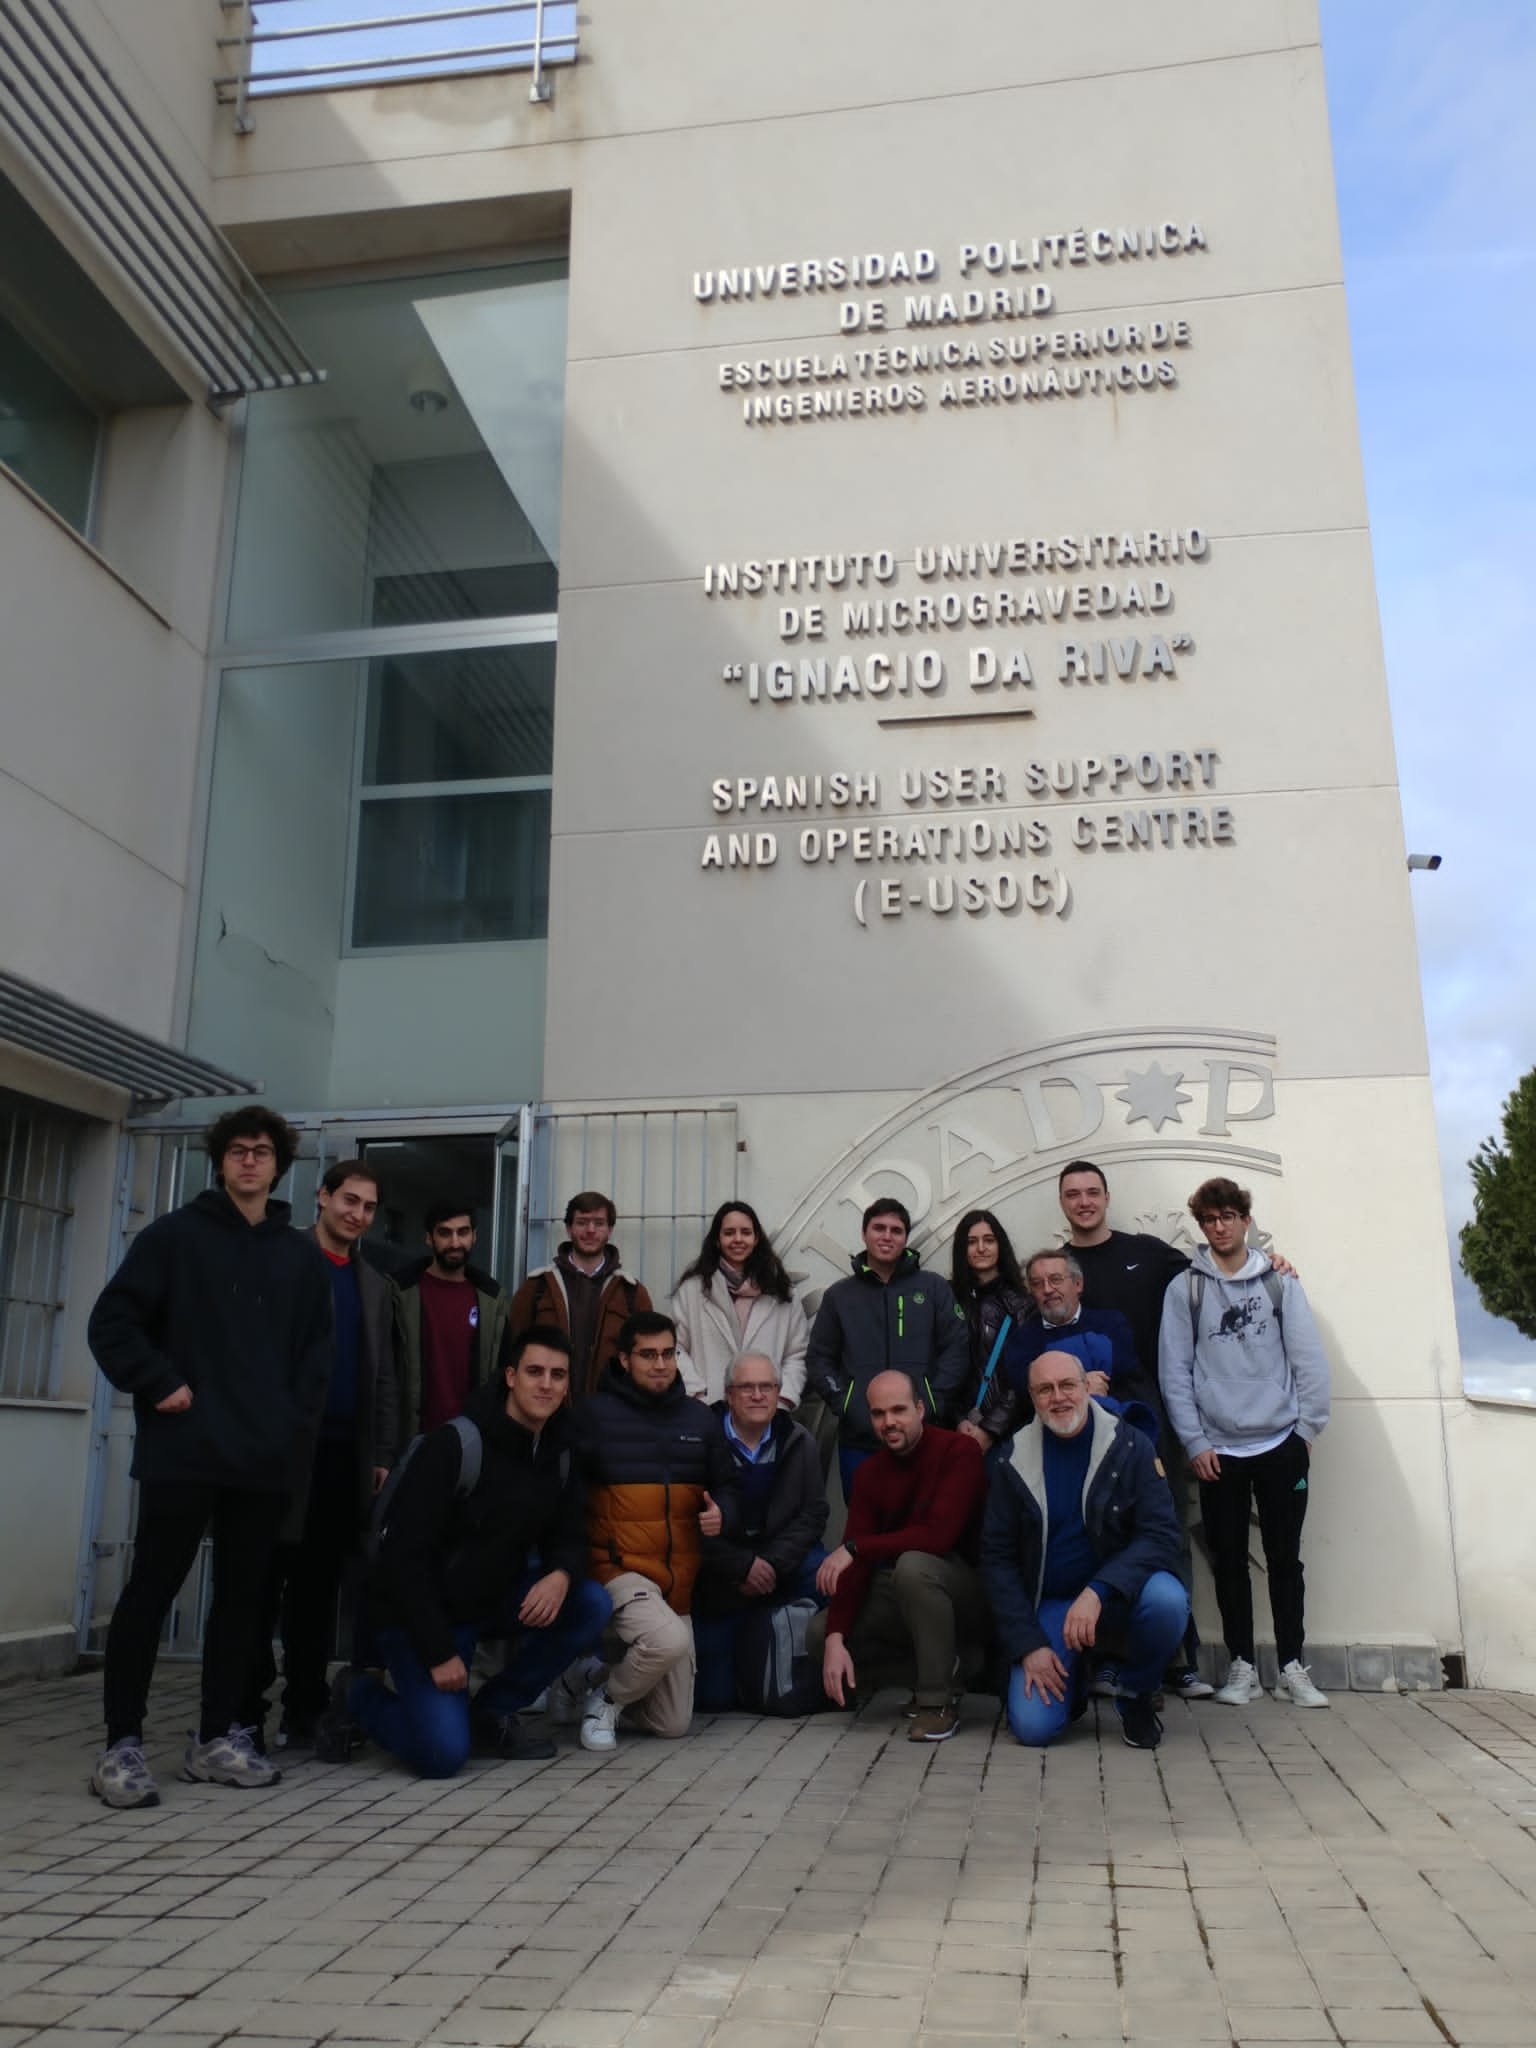 UNIVERSIDAD POLITÉCNICA
DE MADRID
ESCUELA TÉCNICA SUPERIOR DE
INGENIEROS AERONÁUTICOS
INSTITUTO UNIVERSITARIO
DE MICROGRAVEDAD
“IGNACIO DA RIVA”
SPANISH USER SUPPORT
AND OPERATIONS CENTRE
(E-USOC)
IDAD P